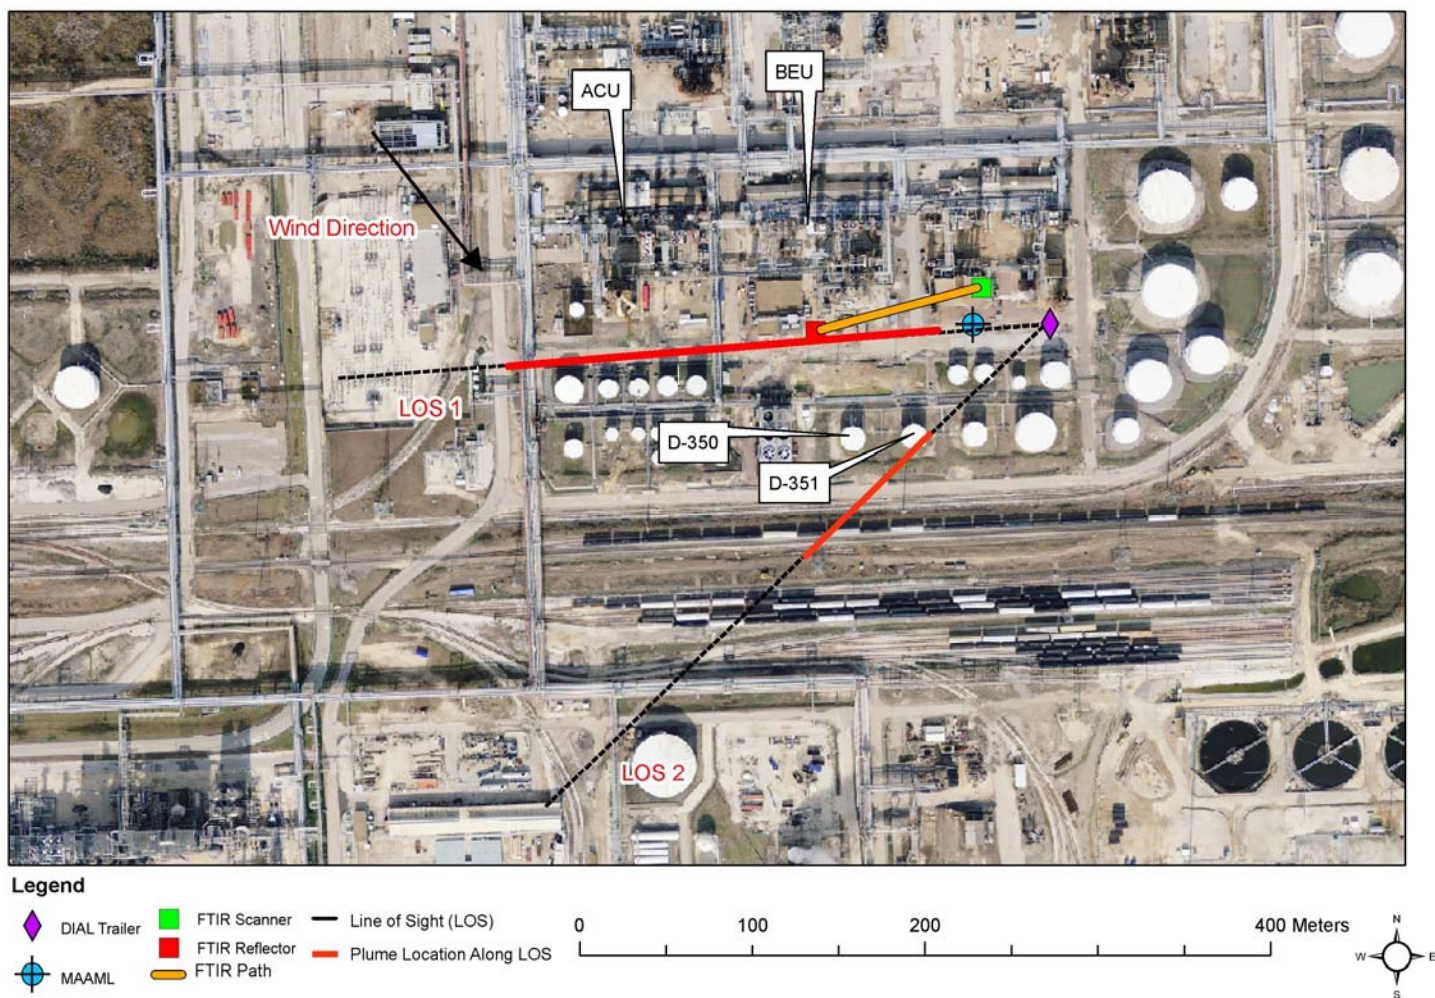 BEU
ACU
Wind Direction
LOS 1
D-350
D-351
LOS 2
Legend
DIAL Trailer
MAAML
FTIR Scanner
FTIR Reflector
FTIR Path
Line of Sight (LOS)
Plume Location Along LOS
0 100 200 400 Meters
N
W E
S